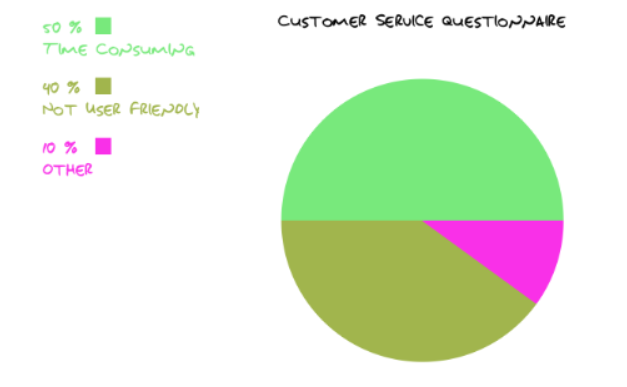 CUSTOMER SERVICE QUESTIONNAIRE
50 %
TIME CONSUMING
40 %
NOT USER FRIENDLY
10 %
OTHER